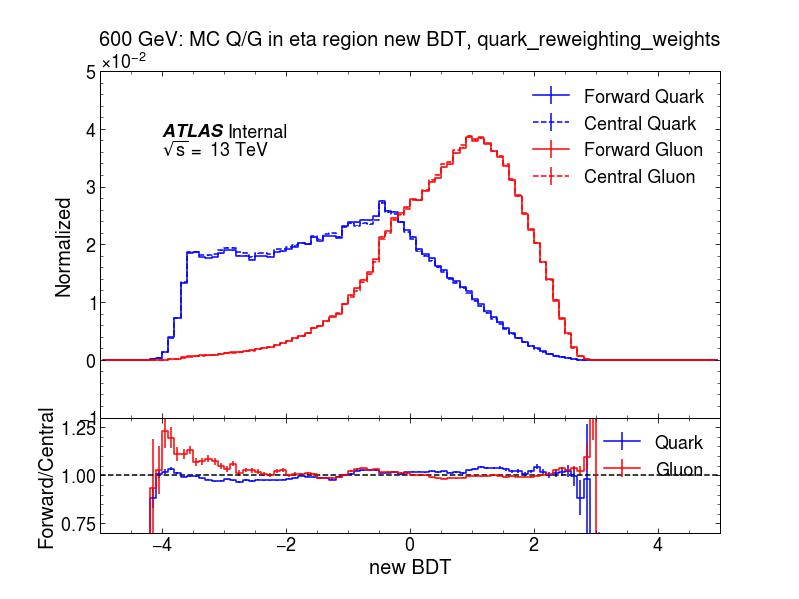 600 GeV: MC Q/G in eta region new BDT, quark_reweighting_weights
×10⁻²
5
4
3
2
1
0
−1
Normalized
ATLAS Internal
√s = 13 TeV
Forward Quark
Central Quark
Forward Gluon
Central Gluon
1.25
1.00
0.75
Forward/Central
Quark
Gluon
−4 −2 0 2 4
new BDT